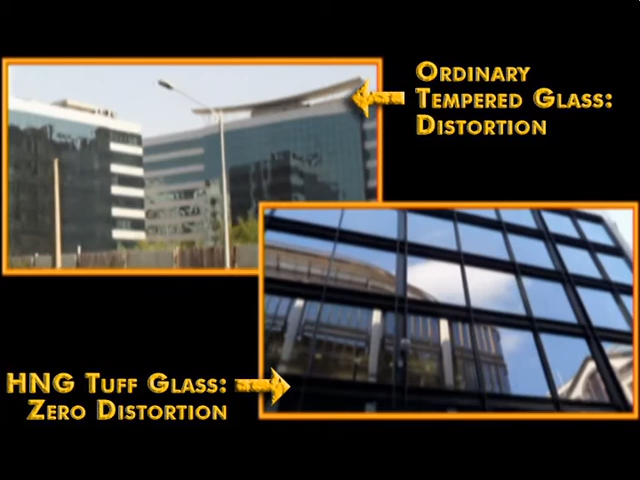 Ordinary
Tempered Glass:
Distortion
HNG Tuff Glass:
Zero Distortion